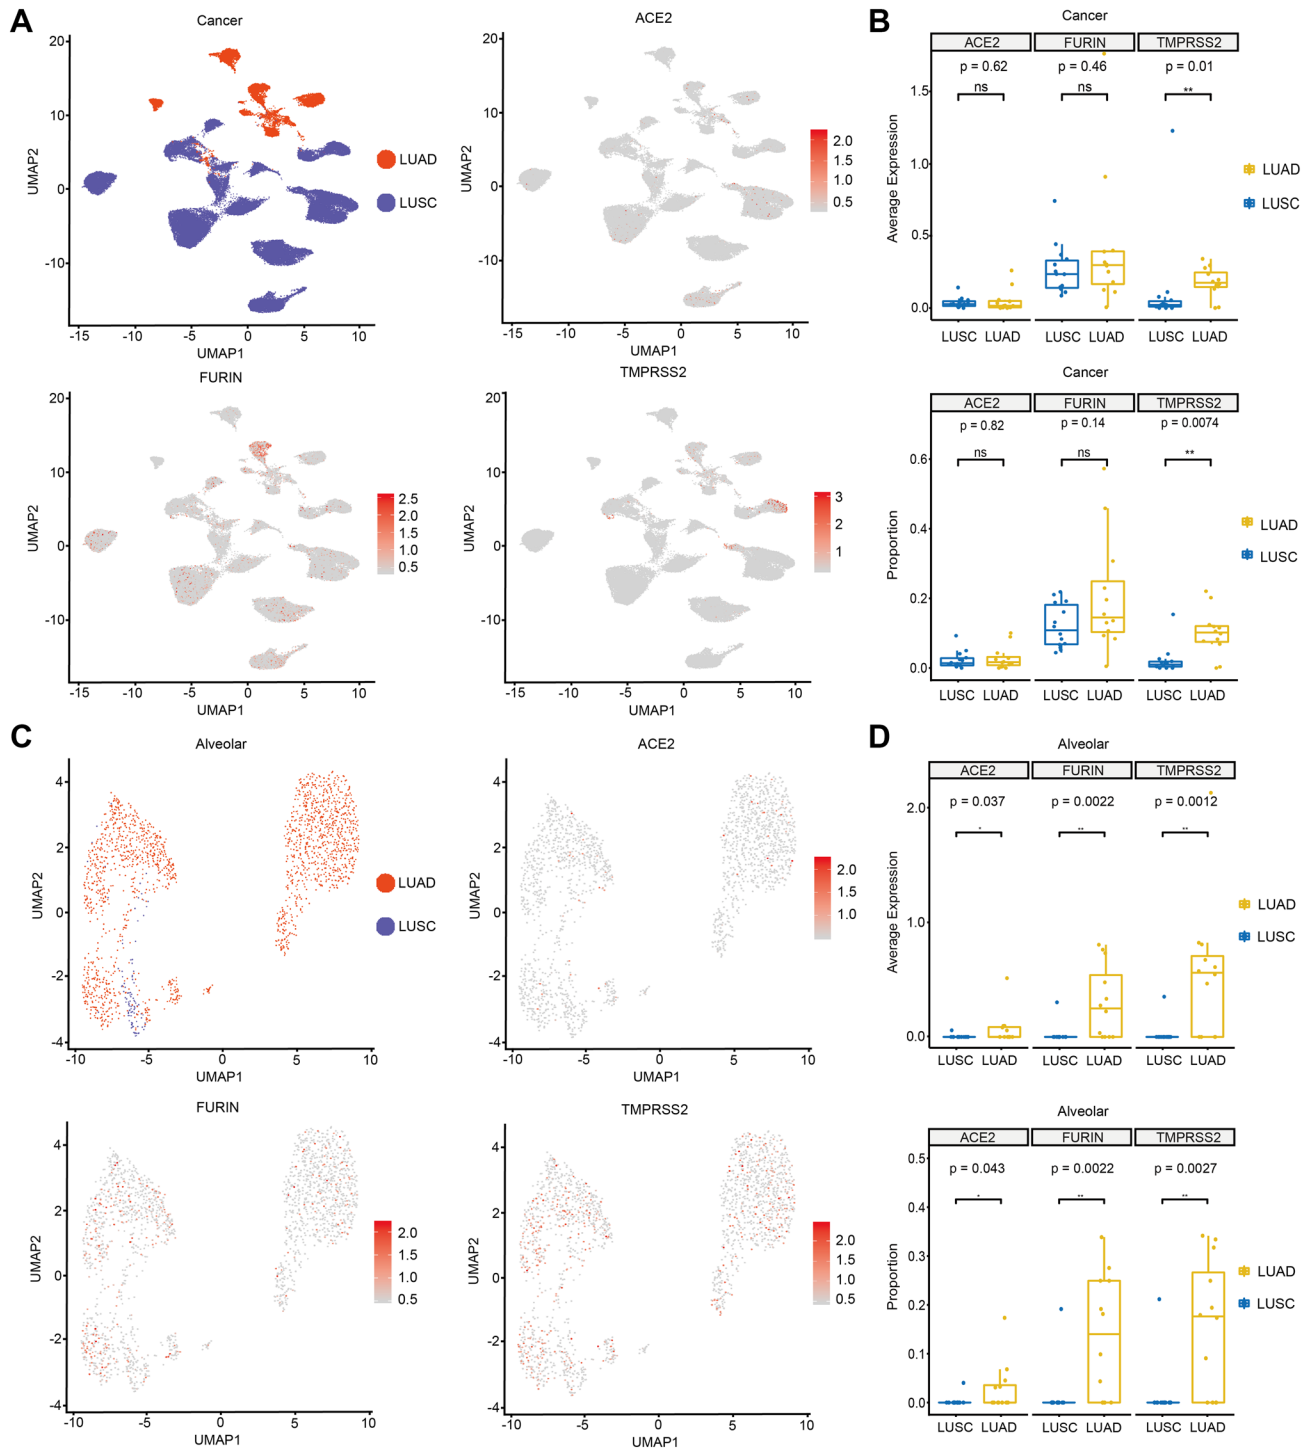 A
Cancer
20
10
0
-10
-15
-10
-5
0
5
10
UMAP1
UMAP2
LUAD
LUSC
ACE2
20
10
0
-10
-15
-10
-5
0
5
10
UMAP1
UMAP2
2.0
1.5
1.0
0.5
FURIN
20
10
0
-10
-15
-10
-5
0
5
10
UMAP1
UMAP2
2.5
2.0
1.5
1.0
0.5
TMPRSS2
20
10
0
-10
-15
-10
-5
0
5
10
UMAP1
UMAP2
3
2
1
B
Cancer
ACE2 FURIN TMPRSS2
p = 0.62 p = 0.46 p = 0.01
ns ns **
1.5
1.0
0.5
0.0
Average Expression
LUSC LUAD LUSC LUAD LUSC LUAD
LUAD
LUSC
Cancer
ACE2 FURIN TMPRSS2
p = 0.82 p = 0.14 p = 0.0074
ns ns **
0.6
0.4
0.2
0.0
Proportion
LUSC LUAD LUSC LUAD LUSC LUAD
LUAD
LUSC
C
Alveolar
4
2
0
-2
-4
-10
-5
0
5
10
UMAP1
UMAP2
LUAD
LUSC
ACE2
4
2
0
-2
-4
-10
-5
0
5
10
UMAP1
UMAP2
2.0
1.5
1.0
FURIN
4
2
0
-2
-4
-10
-5
0
5
10
UMAP1
UMAP2
2.0
1.5
1.0
0.5
TMPRSS2
4
2
0
-2
-4
-10
-5
0
5
10
UMAP1
UMAP2
2.0
1.5
1.0
0.5
D
Alveolar
ACE2 FURIN TMPRSS2
p = 0.037 p = 0.0022 p = 0.0012
* ** **
2.0
1.0
0.0
Average Expression
LUSC LUAD LUSC LUAD LUSC LUAD
LUAD
LUSC
Alveolar
ACE2 FURIN TMPRSS2
p = 0.043 p = 0.0022 p = 0.0027
* ** **
0.5
0.4
0.3
0.2
0.1
0.0
Proportion
LUSC LUAD LUSC LUAD LUSC LUAD
LUAD
LUSC